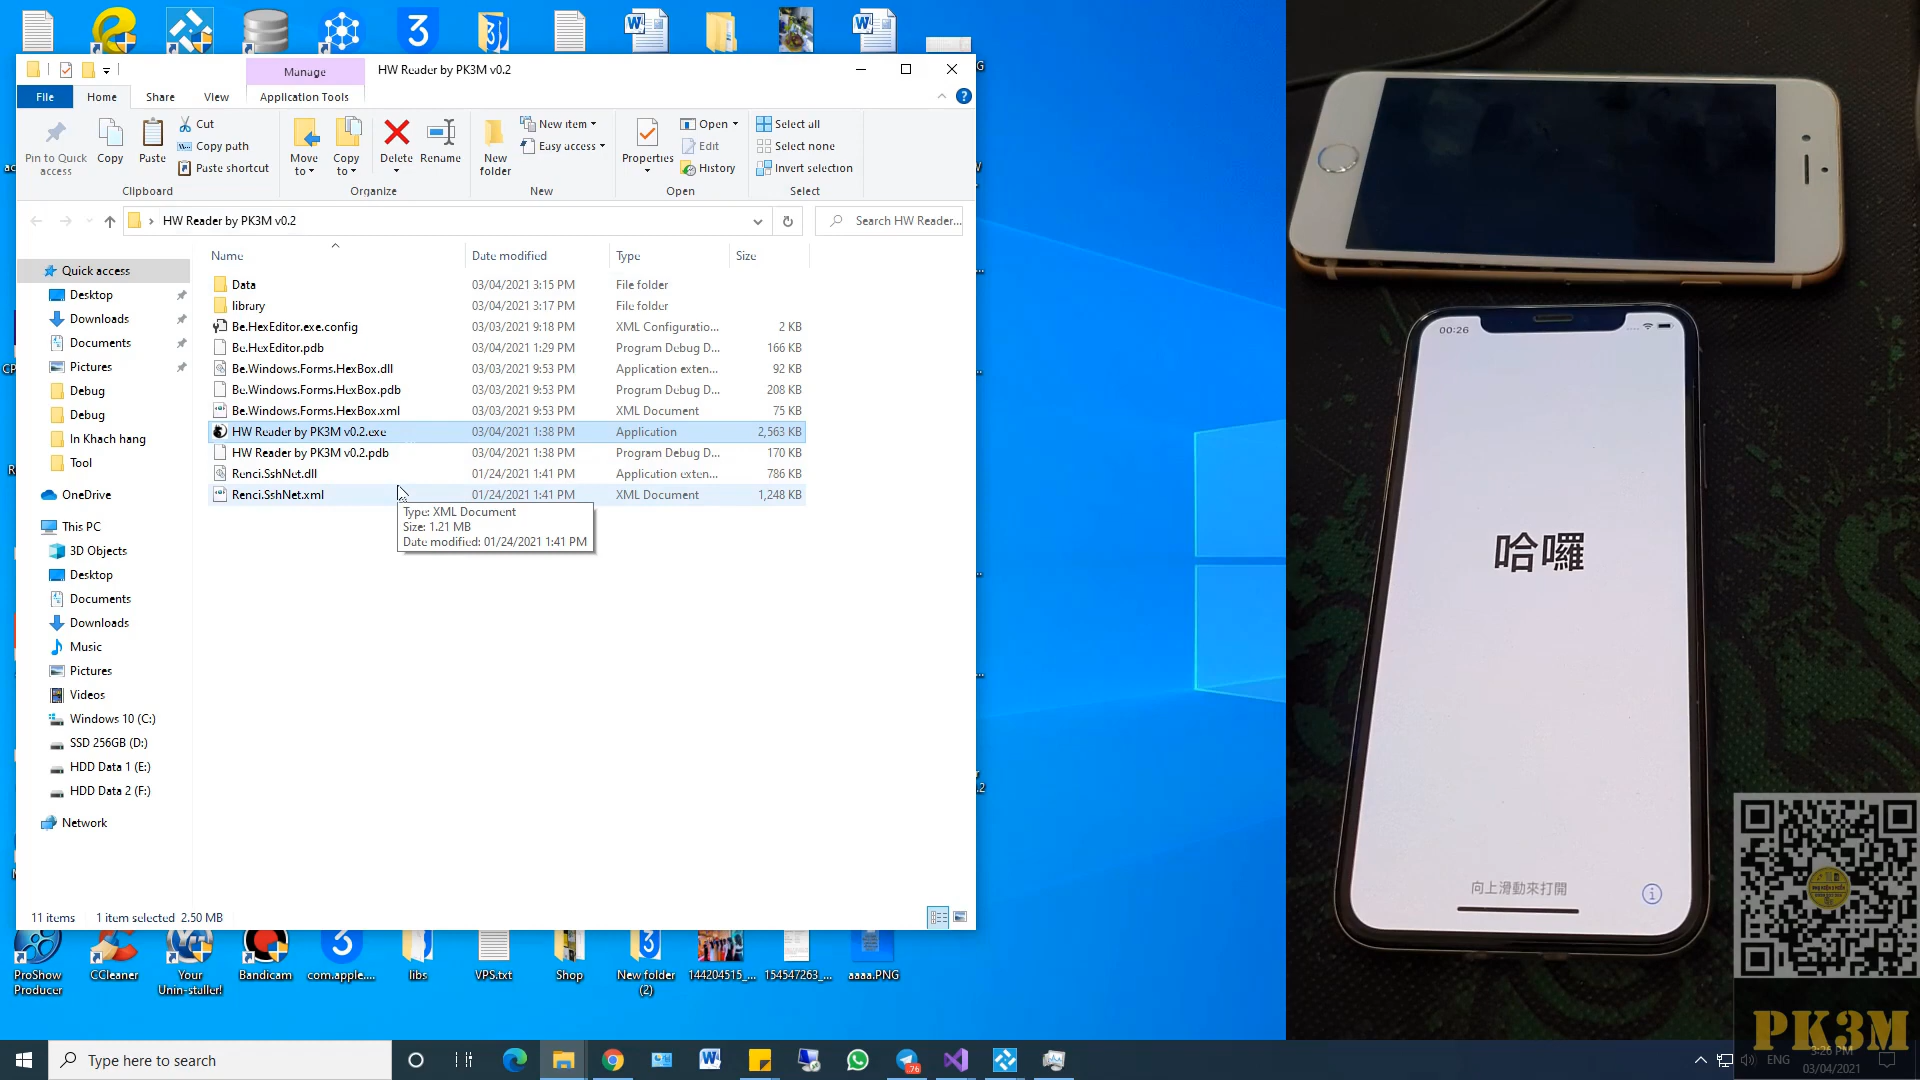 Manage
HW Reader by PK3M v0.2
File
Home
Share
View
Application Tools
Pin to Quick access
Copy
Paste
Cut
Copy path
Paste shortcut
Clipboard
Move to
Copy to
Delete
Rename
Organize
New folder
New item
Easy access
New
Properties
Open
Edit
History
Open
Select all
Select none
Invert selection
Select
HW Reader by PK3M v0.2
Search HW Reader...
Name Date modified Type Size
Data 03/04/2021 3:15 PM File folder
library 03/04/2021 3:17 PM File folder
Be.HexEditor.exe.config 03/03/2021 9:18 PM XML Configuratio... 2 KB
Be.HexEditor.pdb 03/04/2021 1:29 PM Program Debug D... 166 KB
Be.Windows.Forms.HexBox.dll 03/03/2021 9:53 PM Application exten... 92 KB
Be.Windows.Forms.HexBox.pdb 03/03/2021 9:53 PM Program Debug D... 208 KB
Be.Windows.Forms.HexBox.xml 03/03/2021 9:53 PM XML Document 75 KB
HW Reader by PK3M v0.2.exe 03/04/2021 1:38 PM Application 2,563 KB
HW Reader by PK3M v0.2.pdb 03/04/2021 1:38 PM Program Debug D... 170 KB
Renci.SshNet.dll 01/24/2021 1:41 PM Application exten... 786 KB
Renci.SshNet.xml 01/24/2021 1:41 PM XML Document 1,248 KB
Type: XML Document
Size: 1.21 MB
Date modified: 01/24/2021 1:41 PM
Quick access
Desktop
Downloads
Documents
Pictures
Debug
Debug
In Khach hang
Tool
OneDrive
This PC
3D Objects
Desktop
Documents
Downloads
Music
Pictures
Videos
Windows 10 (C:)
SSD 256GB (D:)
HDD Data 1 (E:)
HDD Data 2 (F:)
Network
11 items 1 item selected 2.50 MB
ProShow Producer
CCleaner
Your Unin-staller!
Bandicam
com.apple....
libs
VPS.txt
Shop
New folder (2)
144204515_...
154547263_...
aaaa.PNG
Type here to search
76
ENG
3:26 PM
03/04/2021
00:26
哈囉
向上滑動來打開
PK3M